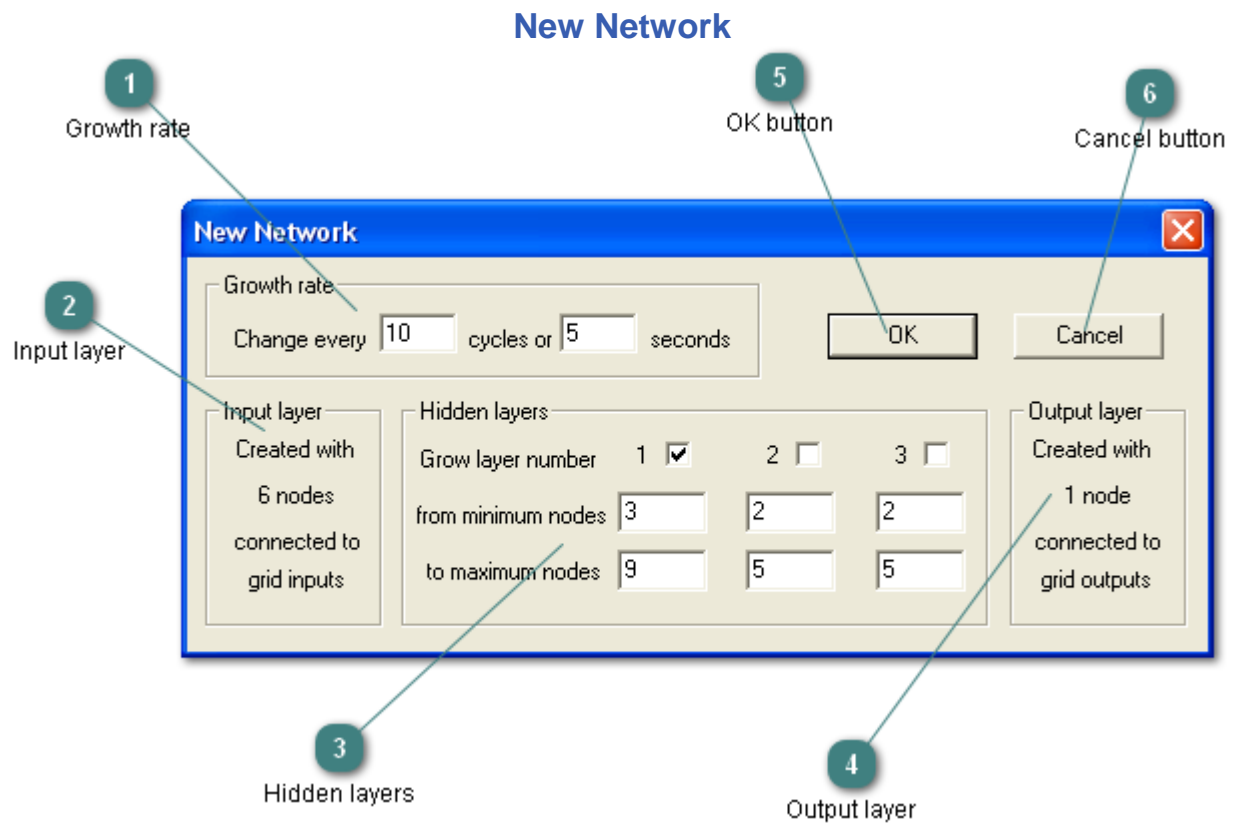 New Network
1
Growth rate
5
OK button
6
Cancel button
New Network
Growth rate
Change every 10 cycles or 5 seconds
OK
Cancel
2
Input layer
Input layer
Created with
6 nodes
connected to
grid inputs
Hidden layers
Grow layer number 1 2 3
from minimum nodes 3 2 2
to maximum nodes 9 5 5
Output layer
Created with
1 node
connected to
grid outputs
3
Hidden layers
4
Output layer